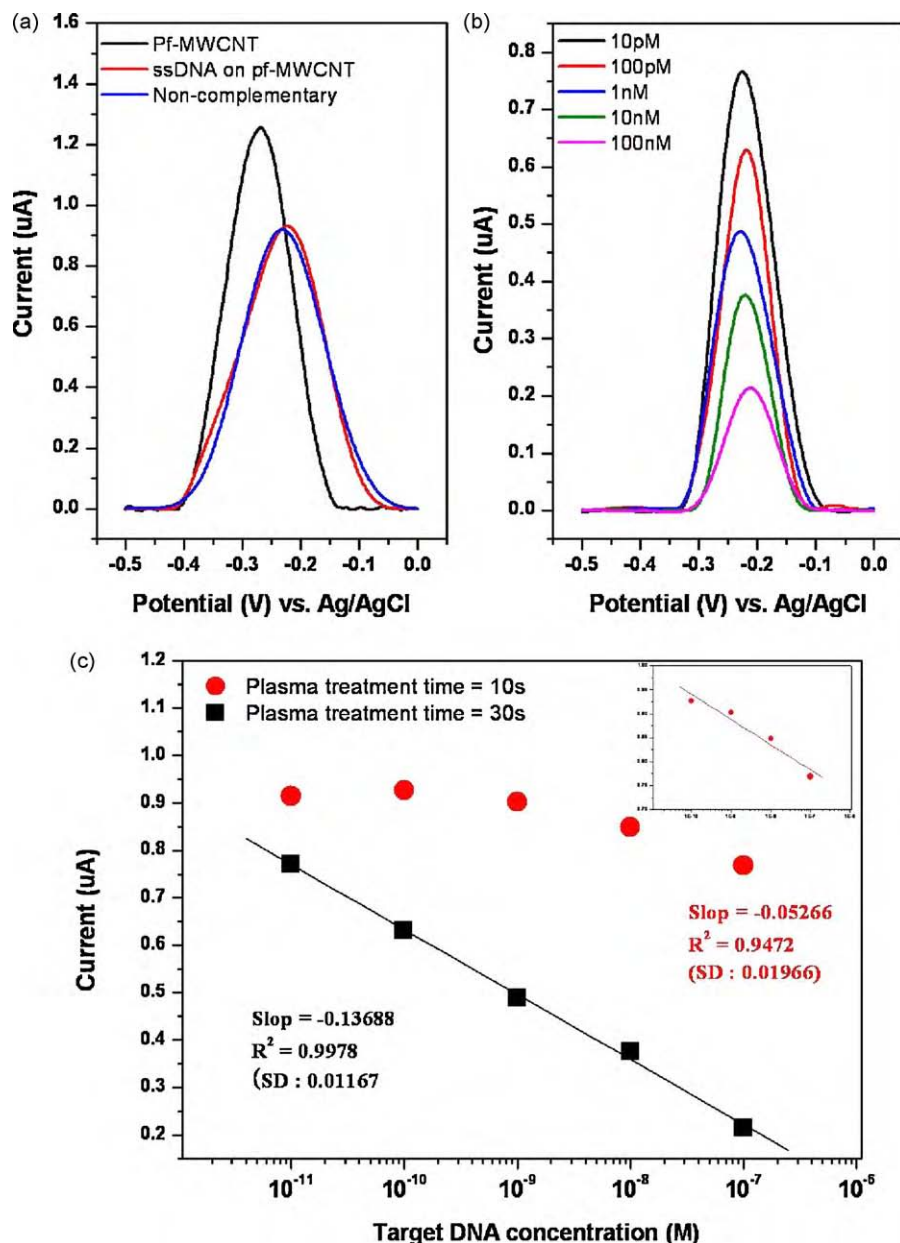 (a)
1.6
1.4
1.2
1.0
0.8
0.6
0.4
0.2
0.0
Current (uA)
Pf-MWCNT
ssDNA on pf-MWCNT
Non-complementary
-0.5 -0.4 -0.3 -0.2 -0.1 0.0
Potential (V) vs. Ag/AgCl
(b)
0.8
0.7
0.6
0.5
0.4
0.3
0.2
0.1
0.0
Current (uA)
10pM
100pM
1nM
10nM
100nM
-0.5 -0.4 -0.3 -0.2 -0.1 0.0
Potential (V) vs. Ag/AgCl
(c)
1.2
1.1
1.0
0.9
0.8
0.7
0.6
0.5
0.4
0.3
0.2
Current (uA)
Plasma treatment time = 10s
Plasma treatment time = 30s
Slop = -0.05266
R² = 0.9472
(SD : 0.01966)
Slop = -0.13688
R² = 0.9978
(SD : 0.01167
10⁻¹¹ 10⁻¹⁰ 10⁻⁹ 10⁻⁸ 10⁻⁷ 10⁻⁵
Target DNA concentration (M)